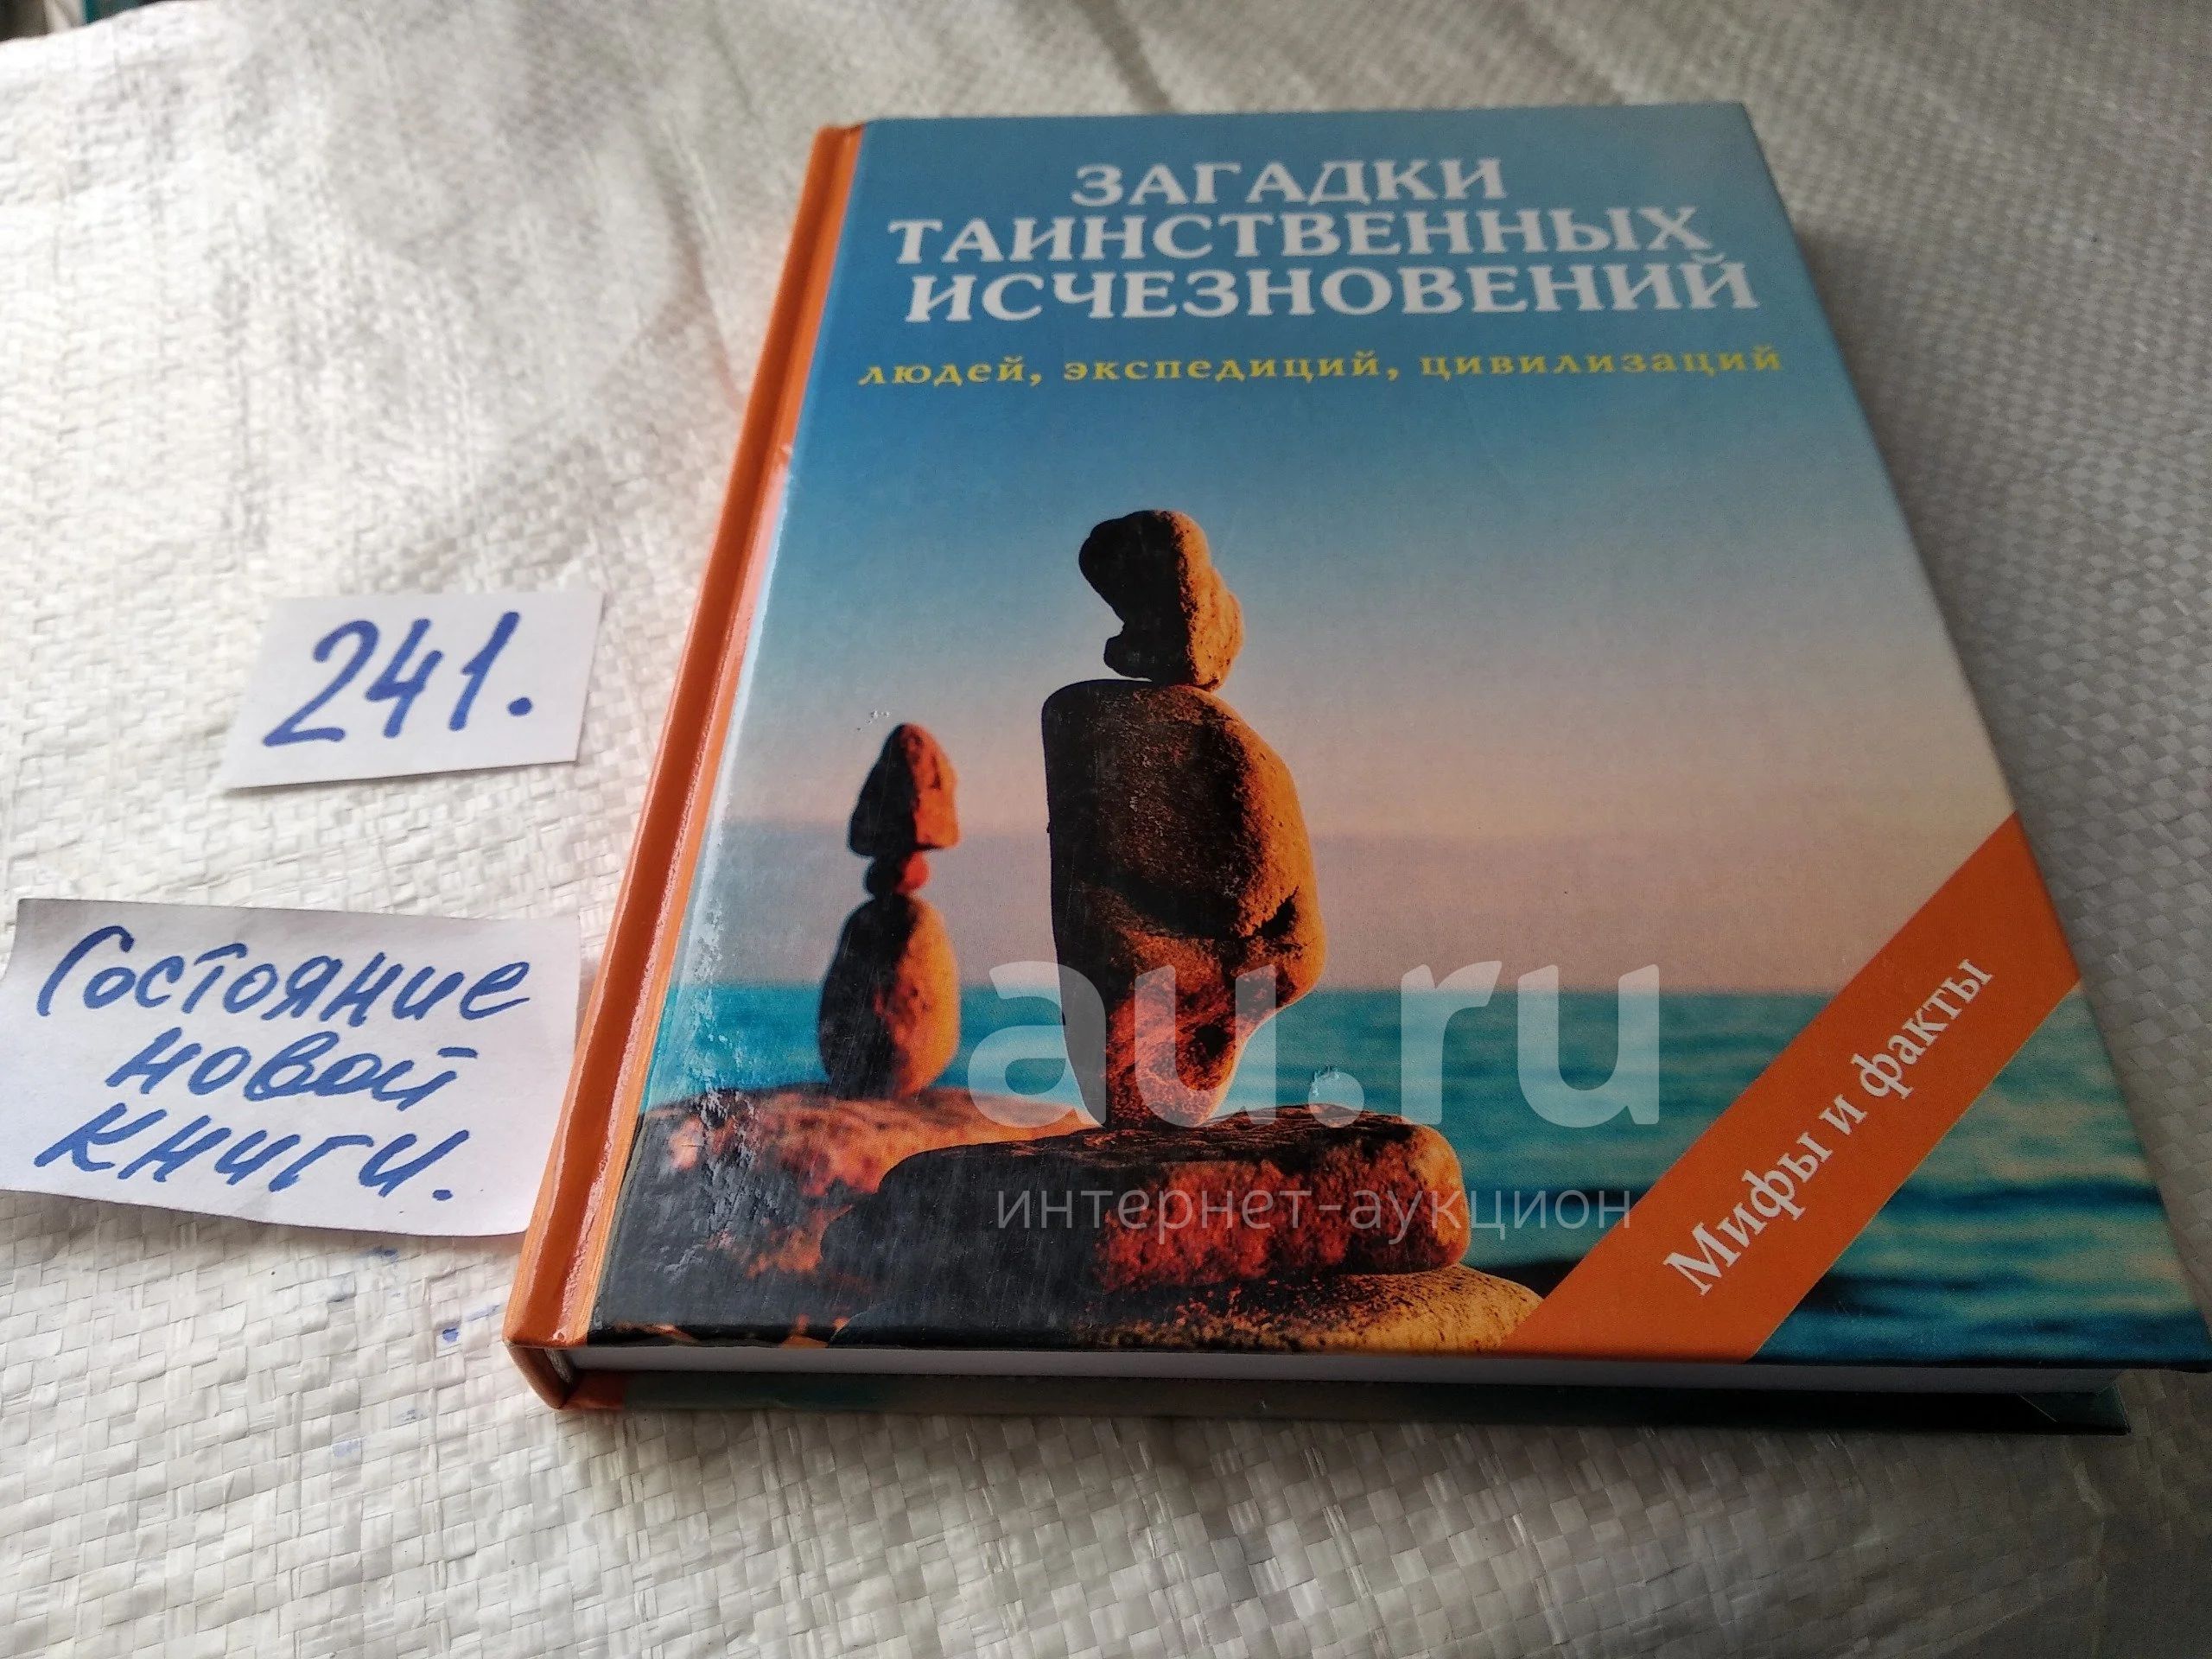 ЗАГАДКИ
ТАИНСТВЕННЫХ
ИСЧЕЗНОВЕНИЙ
людей, экспедиций, цивилизаций
241.
Состояние
новой
книги.
Мифы и факты
au.ru
интернет-аукцион